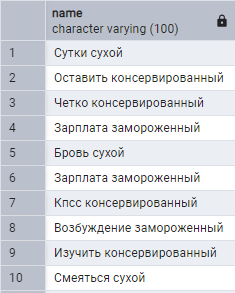 name
character varying (100)
1 Сутки сухой
2 Оставить консервированный
3 Четко консервированный
4 Зарплата замороженный
5 Бровь сухой
6 Зарплата замороженный
7 Кпсс консервированный
8 Возбуждение замороженный
9 Изучить консервированный
10 Смеяться сухой